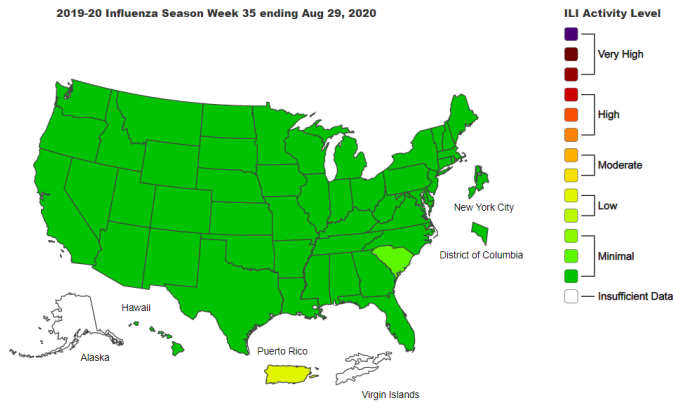 2019-20 Influenza Season Week 35 ending Aug 29, 2020
ILI Activity Level
Very High
High
Moderate
Low
Minimal
Insufficient Data
New York City
District of Columbia
Hawaii
Alaska
Puerto Rico
Virgin Islands